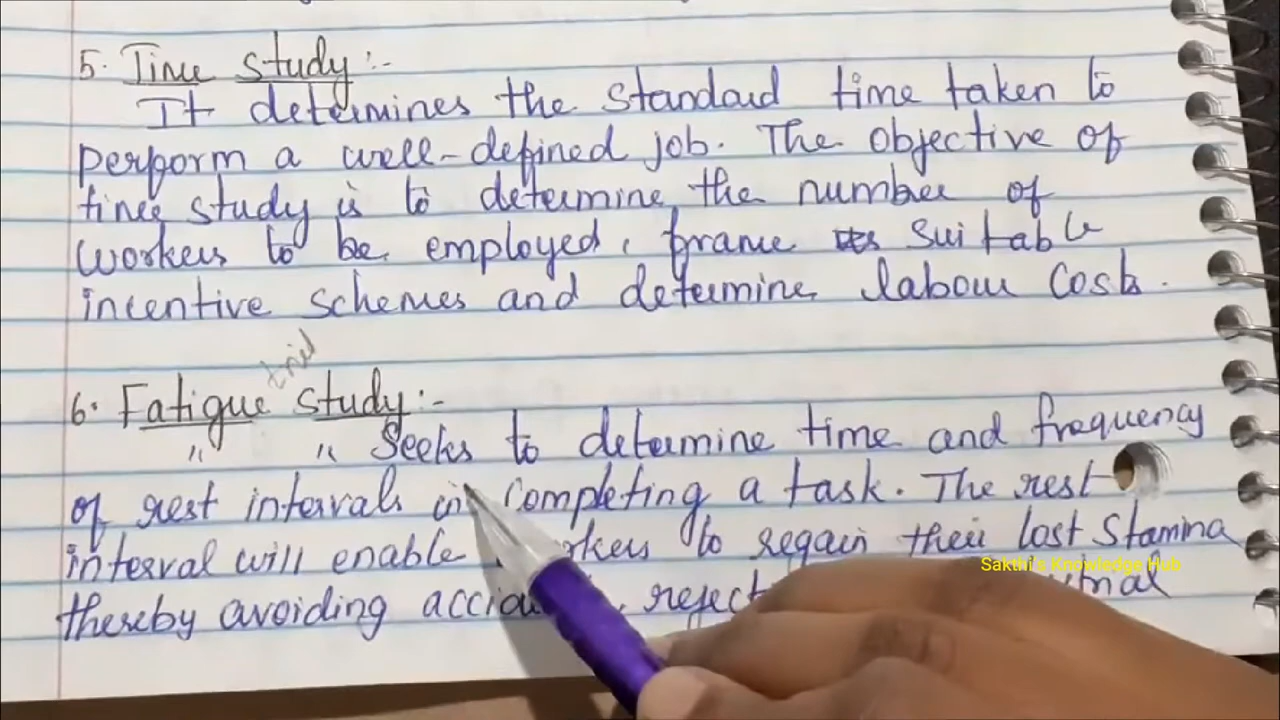 5. Time study :-
It determines the standard time taken to
perform a well-defined job. The objective of
time study is to determine the number of
workers to be employed, frame suitable
incentive schemes and determine labour costs.
6. Fatigue study :-
" " Seeks to determine time and frequency
of rest intervals in completing a task. The rest
interval will enable to regain their lost stamina
thereby avoiding
Sakthi's Knowledge Hub